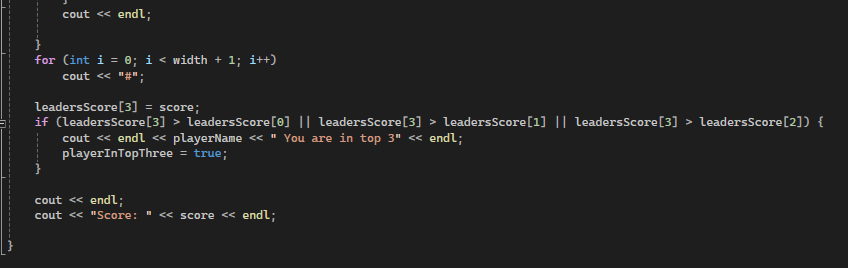 }
cout << endl;
}
for (int i = 0; i < width + 1; i++)
cout << "#";
leadersScore[3] = score;
if (leadersScore[3] > leadersScore[0] || leadersScore[3] > leadersScore[1] || leadersScore[3] > leadersScore[2]) {
cout << endl << playerName << " You are in top 3" << endl;
playerInTopThree = true;
}
cout << endl;
cout << "Score: " << score << endl;
}